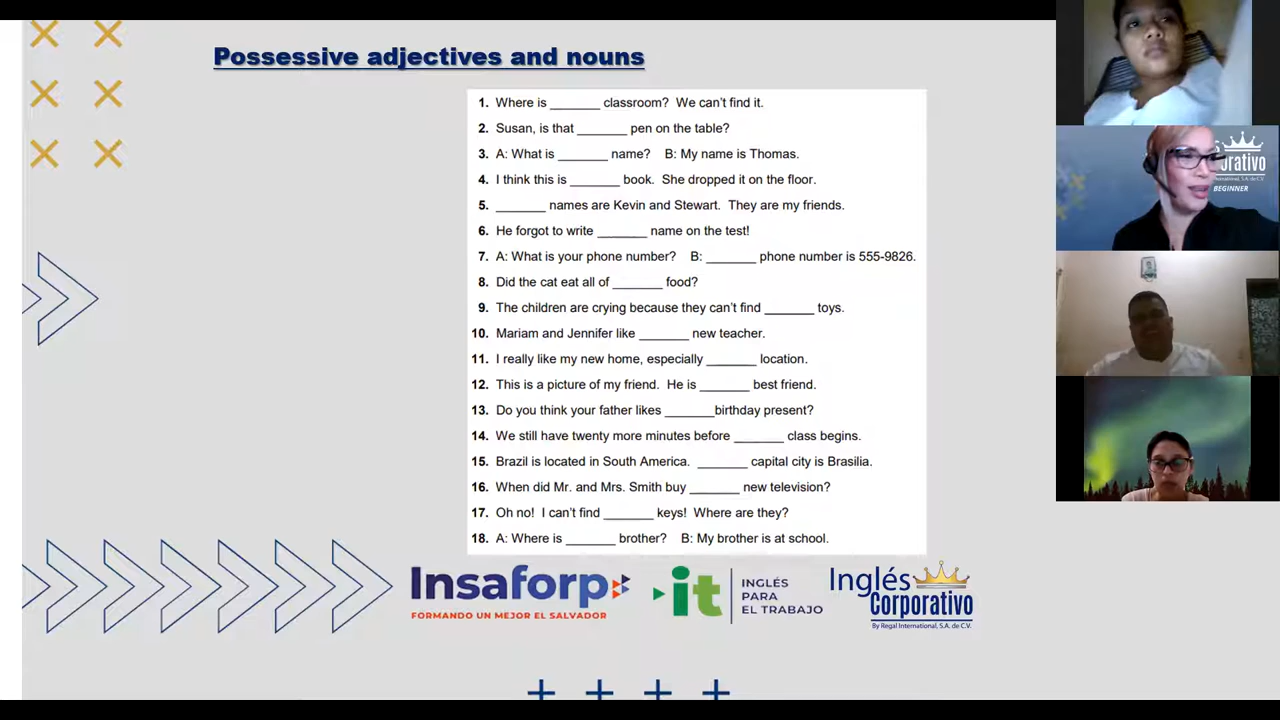 Possessive adjectives and nouns
1. Where is _______ classroom? We can't find it.
2. Susan, is that _______ pen on the table?
3. A: What is _______ name? B: My name is Thomas.
4. I think this is _______ book. She dropped it on the floor.
5. _______ names are Kevin and Stewart. They are my friends.
6. He forgot to write _______ name on the test!
7. A: What is your phone number? B: _______ phone number is 555-9826.
8. Did the cat eat all of _______ food?
9. The children are crying because they can't find _______ toys.
10. Mariam and Jennifer like _______ new teacher.
11. I really like my new home, especially _______ location.
12. This is a picture of my friend. He is _______ best friend.
13. Do you think your father likes _______birthday present?
14. We still have twenty more minutes before _______ class begins.
15. Brazil is located in South America. _______ capital city is Brasilia.
16. When did Mr. and Mrs. Smith buy _______ new television?
17. Oh no! I can't find _______ keys! Where are they?
18. A: Where is _______ brother? B: My brother is at school.
Insaforp
FORMANDO UN MEJOR EL SALVADOR
it
INGLÉS
PARA
EL TRABAJO
Inglés
Corporativo
By Regal International, S.A. de C.V.
BEGINNER